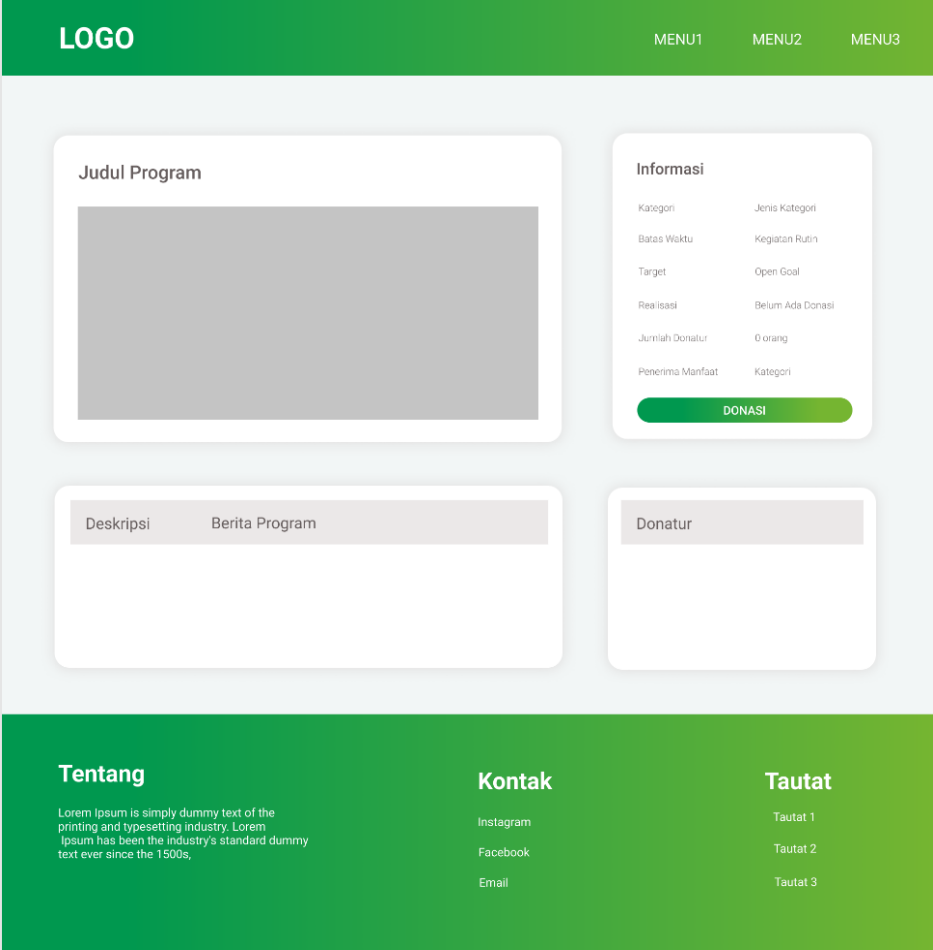 LOGO
MENU1 MENU2 MENU3
Judul Program
Informasi
Kategori Jenis Kategori
Batas Waktu Kegiatan Rutin
Target Open Goal
Realisasi Belum Ada Donasi
Jumlah Donatur 0 orang
Penerima Manfaat Kategori
DONASI
Deskripsi Berita Program
Donatur
Tentang
Lorem Ipsum is simply dummy text of the
printing and typesetting industry. Lorem
Ipsum has been the industry's standard dummy
text ever since the 1500s,
Kontak
Instagram
Facebook
Email
Tautat
Tautat 1
Tautat 2
Tautat 3